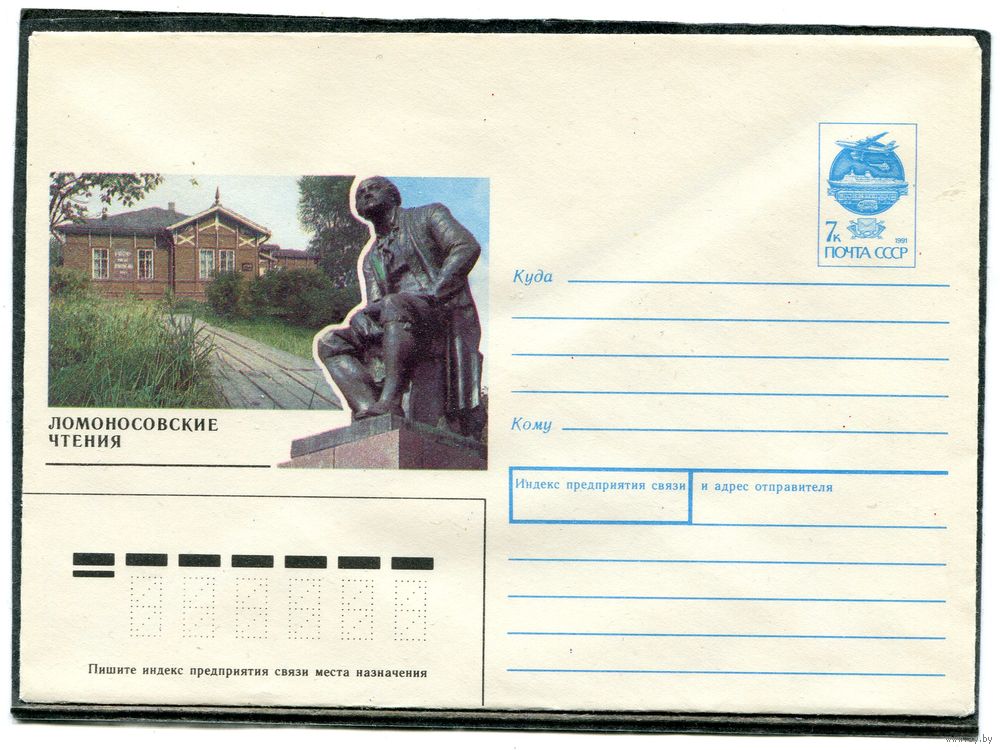 7к
1991
ПОЧТА СССР
Куда
Кому
ЛОМОНОСОВСКИЕ
ЧТЕНИЯ
Индекс предприятия связи и адрес отправителя
Пишите индекс предприятия связи места назначения